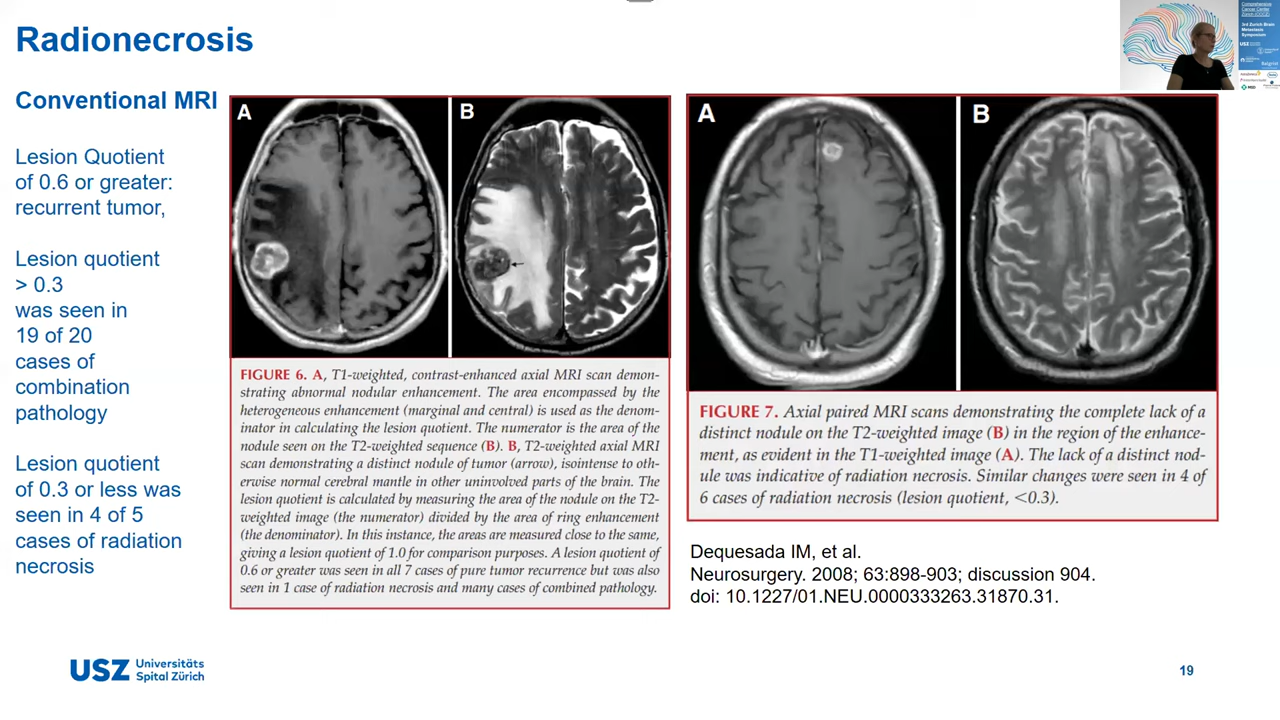 Radionecrosis
Conventional MRI
Lesion Quotient
of 0.6 or greater:
recurrent tumor,
Lesion quotient
> 0.3
was seen in
19 of 20
cases of
combination
pathology
Lesion quotient
of 0.3 or less was
seen in 4 of 5
cases of radiation
necrosis
A
B
FIGURE 6. A, T1-weighted, contrast-enhanced axial MRI scan demon-
strating abnormal nodular enhancement. The area encompassed by the
heterogeneous enhancement (marginal and central) is used as the denom-
inator in calculating the lesion quotient. The numerator is the area of the
nodule seen on the T2-weighted sequence (B). B, T2-weighted axial MRI
scan demonstrating a distinct nodule of tumor (arrow), isointense to oth-
erwise normal cerebral mantle in other uninvolved parts of the brain. The
lesion quotient is calculated by measuring the area of the nodule on the T2-
weighted image (the numerator) divided by the area of ring enhancement
(the denominator). In this instance, the areas are measured close to the same,
giving a lesion quotient of 1.0 for comparison purposes. A lesion quotient of
0.6 or greater was seen in all 7 cases of pure tumor recurrence but was also
seen in 1 case of radiation necrosis and many cases of combined pathology.
A
B
FIGURE 7. Axial paired MRI scans demonstrating the complete lack of a
distinct nodule on the T2-weighted image (B) in the region of the enhance-
ment, as evident in the T1-weighted image (A). The lack of a distinct nod-
ule was indicative of radiation necrosis. Similar changes were seen in 4 of
6 cases of radiation necrosis (lesion quotient, <0.3).
Dequesada IM, et al.
Neurosurgery. 2008; 63:898-903; discussion 904.
doi: 10.1227/01.NEU.0000333263.31870.31.
Comprehensive
Cancer Center
3rd Zurich Brain
Metastasis
Symposium
USZ
Balgrist
MSD
USZ Universitäts
Spital Zürich
19